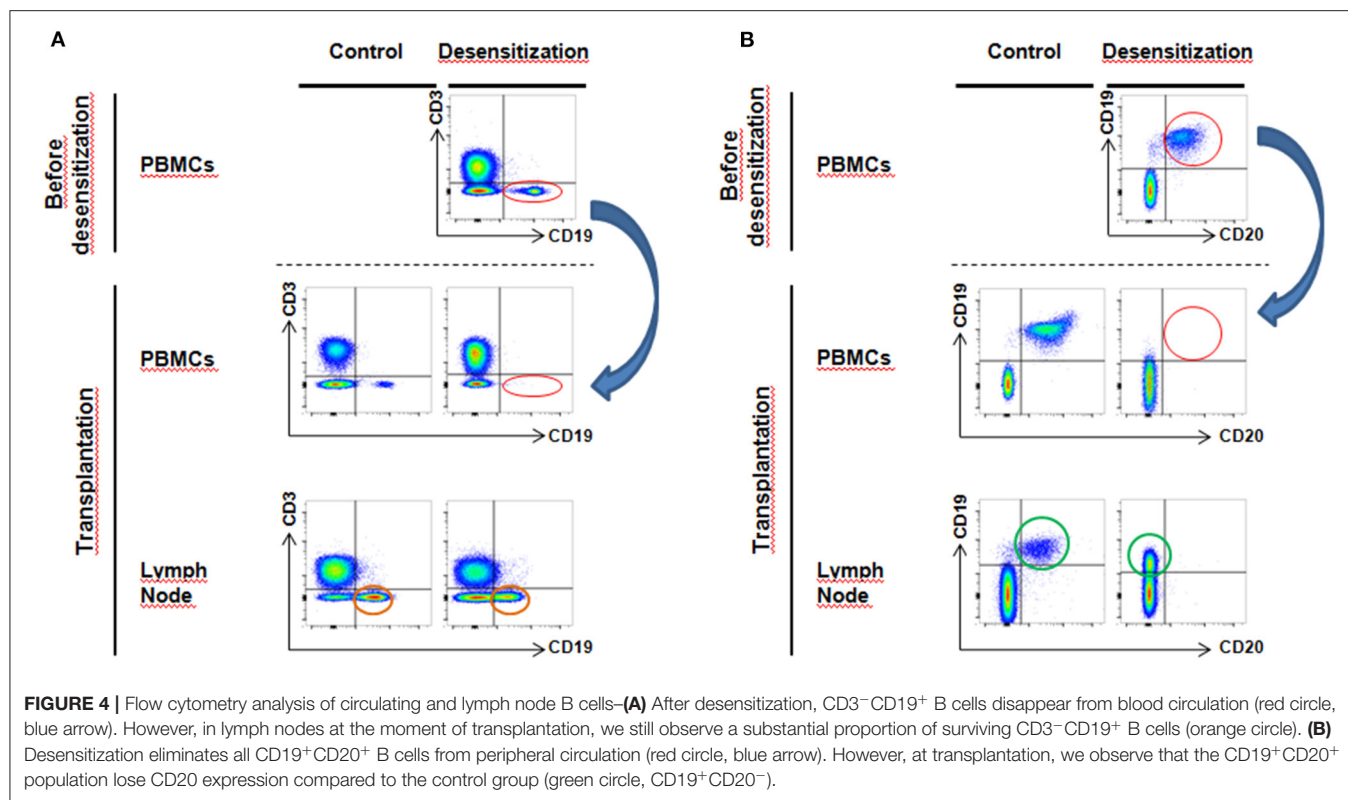 A
Control Desensitization
Before
desensitization
PBMCs
CD3
CD19
Transplantation
PBMCs
CD3
CD19
Lymph
Node
CD3
CD19
B
Control Desensitization
Before
desensitization
PBMCs
CD19
CD20
Transplantation
PBMCs
CD19
CD20
Lymph
Node
CD19
CD20
FIGURE 4 | Flow cytometry analysis of circulating and lymph node B cells–(A) After desensitization, CD3−CD19+ B cells disappear from blood circulation (red circle,
blue arrow). However, in lymph nodes at the moment of transplantation, we still observe a substantial proportion of surviving CD3−CD19+ B cells (orange circle). (B)
Desensitization eliminates all CD19+CD20+ B cells from peripheral circulation (red circle, blue arrow). However, at transplantation, we observe that the CD19+CD20+
population lose CD20 expression compared to the control group (green circle, CD19+CD20−).